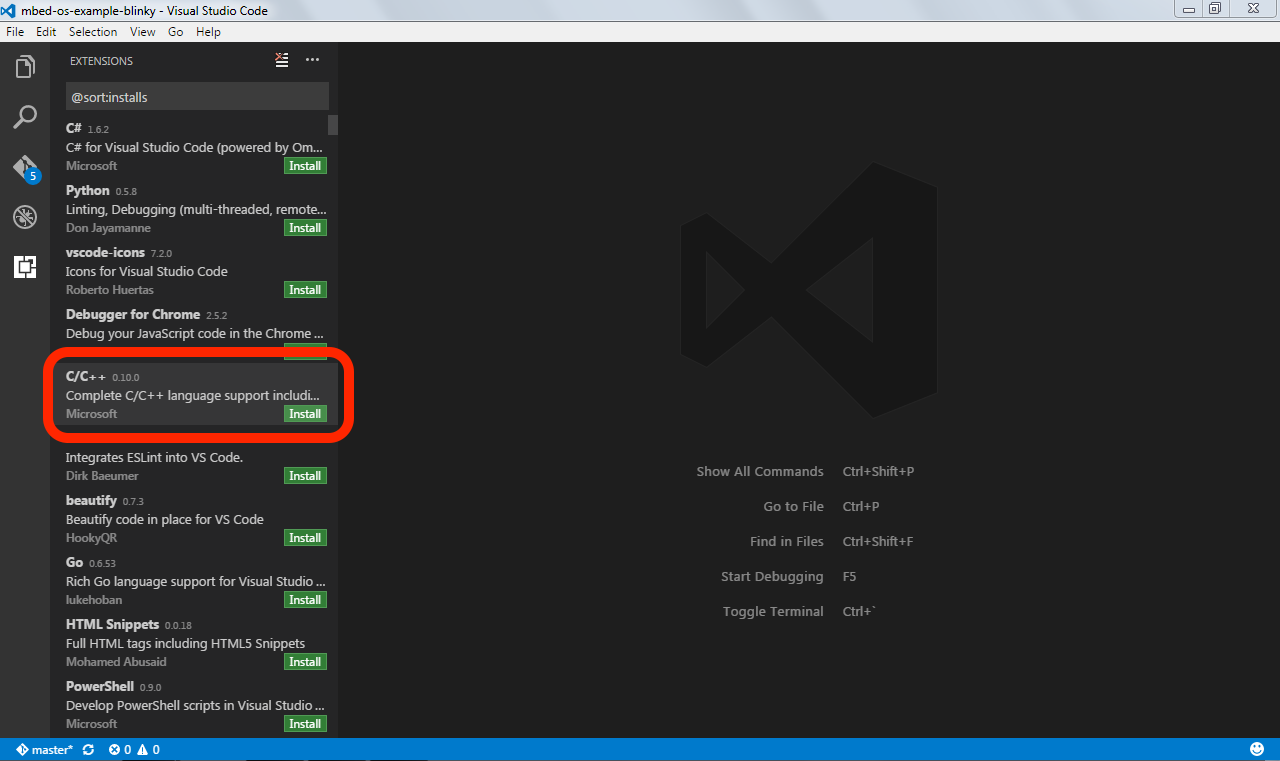 mbed-os-example-blinky - Visual Studio Code
File Edit Selection View Go Help
EXTENSIONS
@sort:installs
C# 1.6.2
C# for Visual Studio Code (powered by Om...
Microsoft Install
5
Python 0.5.8
Linting, Debugging (multi-threaded, remote...
Don Jayamanne Install
vscode-icons 7.2.0
Icons for Visual Studio Code
Roberto Huertas Install
Debugger for Chrome 2.5.2
Debug your JavaScript code in the Chrome ...
C/C++ 0.10.0
Complete C/C++ language support includi...
Microsoft Install
Integrates ESLint into VS Code.
Dirk Baeumer Install
beautify 0.7.3
Beautify code in place for VS Code
HookyQR Install
Go 0.6.53
Rich Go language support for Visual Studio ...
lukehoban Install
HTML Snippets 0.0.18
Full HTML tags including HTML5 Snippets
Mohamed Abusaid Install
PowerShell 0.9.0
Develop PowerShell scripts in Visual Studio ...
Microsoft Install
Show All Commands Ctrl+Shift+P
Go to File Ctrl+P
Find in Files Ctrl+Shift+F
Start Debugging F5
Toggle Terminal Ctrl+`
master* 0 0